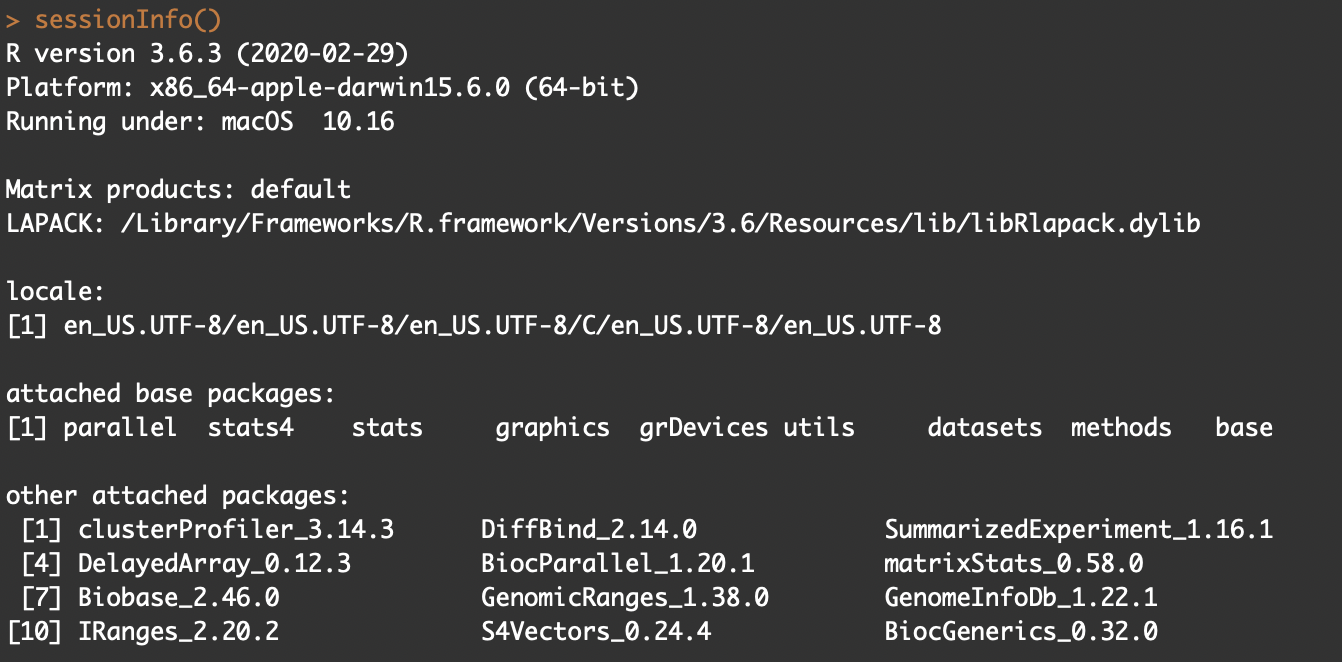 > sessionInfo()
R version 3.6.3 (2020-02-29)
Platform: x86_64-apple-darwin15.6.0 (64-bit)
Running under: macOS  10.16

Matrix products: default
LAPACK: /Library/Frameworks/R.framework/Versions/3.6/Resources/lib/libRlapack.dylib

locale:
[1] en_US.UTF-8/en_US.UTF-8/en_US.UTF-8/C/en_US.UTF-8/en_US.UTF-8

attached base packages:
[1] parallel  stats4    stats     graphics  grDevices utils     datasets  methods   base

other attached packages:
 [1] clusterProfiler_3.14.3      DiffBind_2.14.0             SummarizedExperiment_1.16.1
 [4] DelayedArray_0.12.3         BiocParallel_1.20.1         matrixStats_0.58.0
 [7] Biobase_2.46.0              GenomicRanges_1.38.0        GenomeInfoDb_1.22.1
[10] IRanges_2.20.2              S4Vectors_0.24.4            BiocGenerics_0.32.0